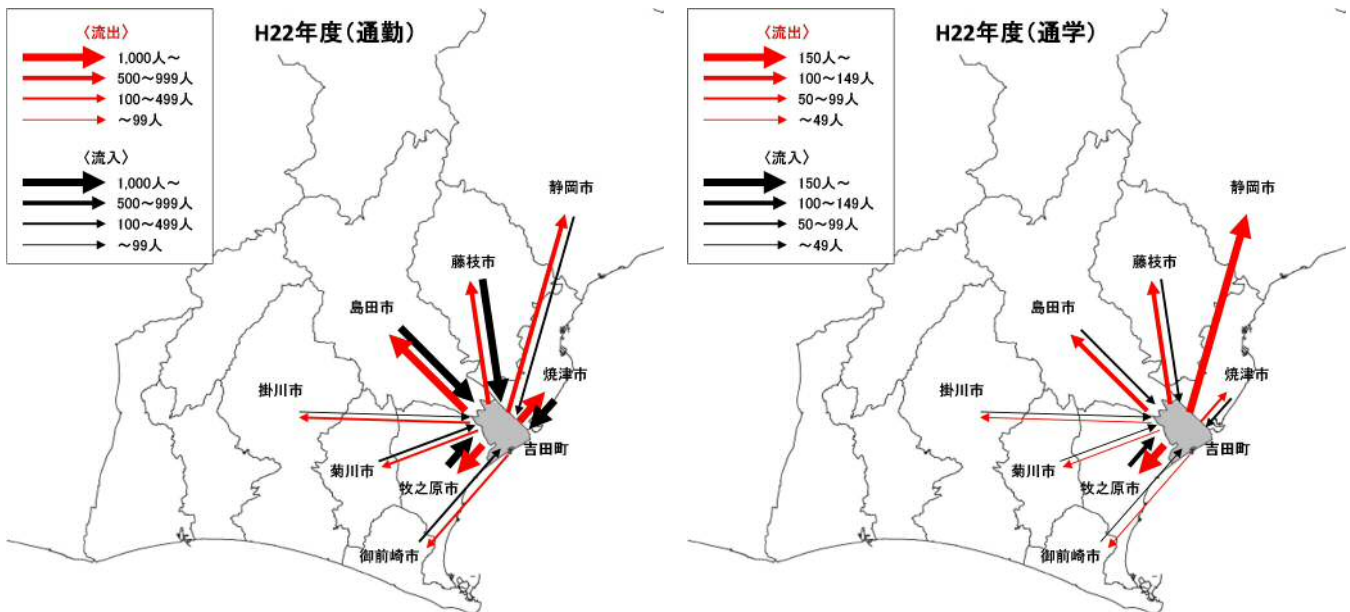 H22年度(通勤)
〈流出〉
1,000人～
500～999人
100～499人
～99人
〈流入〉
1,000人～
500～999人
100～499人
～99人
静岡市
藤枝市
島田市
焼津市
掛川市
吉田町
菊川市
牧之原市
御前崎市
H22年度(通学)
〈流出〉
150人～
100～149人
50～99人
～49人
〈流入〉
150人～
100～149人
50～99人
～49人
静岡市
藤枝市
島田市
焼津市
掛川市
吉田町
菊川市
牧之原市
御前崎市